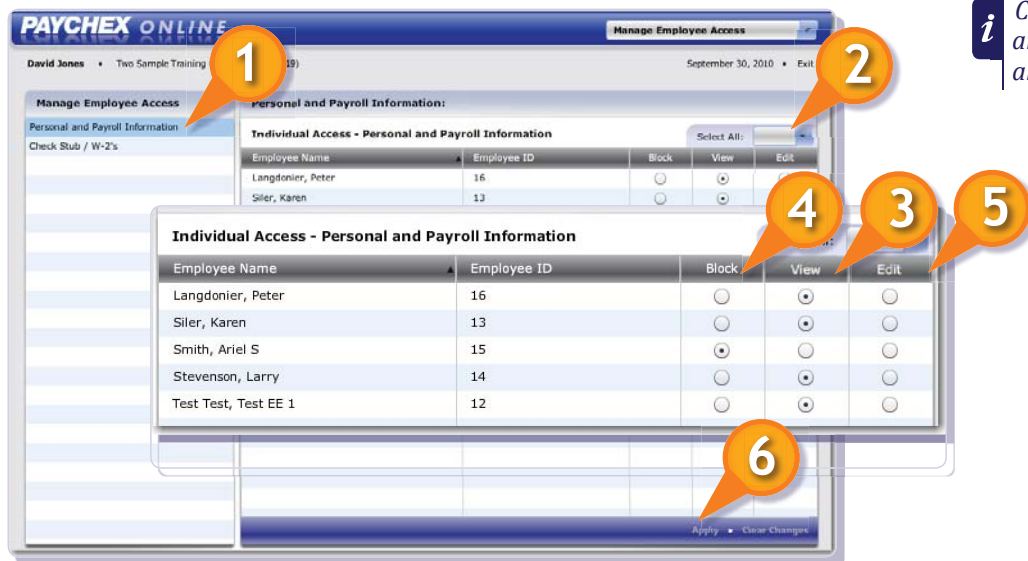 PAYCHEX ONLINE
Manage Employee Access
David Jones • Two Sample Training
19)
September 30, 2010 • Exit
1
2
Manage Employee Access
Personal and Payroll Information
Check Stub / W-2's
Personal and Payroll Information:
Individual Access - Personal and Payroll Information
Select All:
Employee Name Employee ID Block View Edit
Langdonier, Peter 16
Siler, Karen 13
4
3
5
Individual Access - Personal and Payroll Information
Employee Name Employee ID Block View Edit
Langdonier, Peter 16
Siler, Karen 13
Smith, Ariel S 15
Stevenson, Larry 14
Test Test, Test EE 1 12
6
Apply • Clear Changes
i